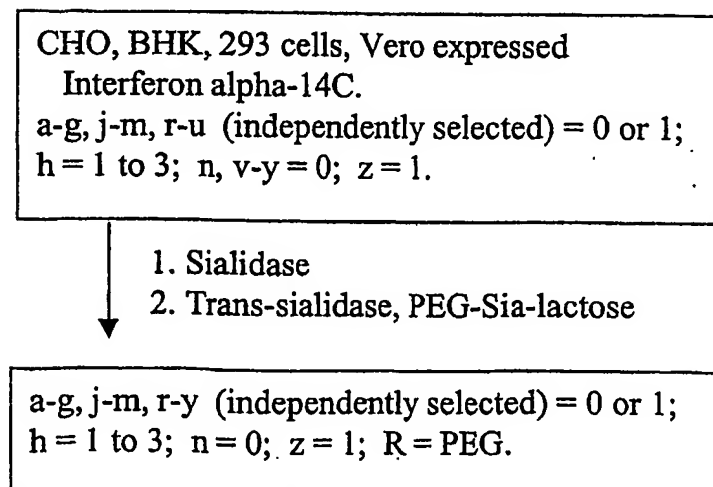 CHO, BHK, 293 cells, Vero expressed
Interferon alpha-14C.
a-g, j-m, r-u (independently selected) = 0 or 1;
h = 1 to 3; n, v-y = 0; z = 1.
1. Sialidase
2. Trans-sialidase, PEG-Sia-lactose
a-g, j-m, r-y (independently selected) = 0 or 1;
h = 1 to 3; n = 0; z = 1; R = PEG.